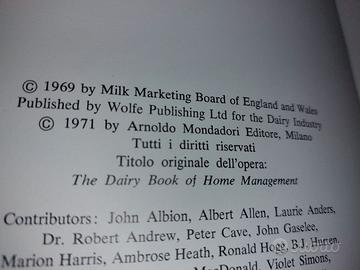 © 1969 by Milk Marketing Board of England and Wales
Published by Wolfe Publishing Ltd for the Dairy Industry
© 1971 by Arnoldo Mondadori Editore, Milano
Tutti i diritti riservati
Titolo originale dell'opera:
The Dairy Book of Home Management
Contributors: John Albion, Albert Allen, Laurie Anders,
Dr. Robert Andrew, Peter Cave, John Gaselee,
Marion Harris, Ambrose Heath, Ronald Hogg, B.J.
MacDonald, Violet Simons,